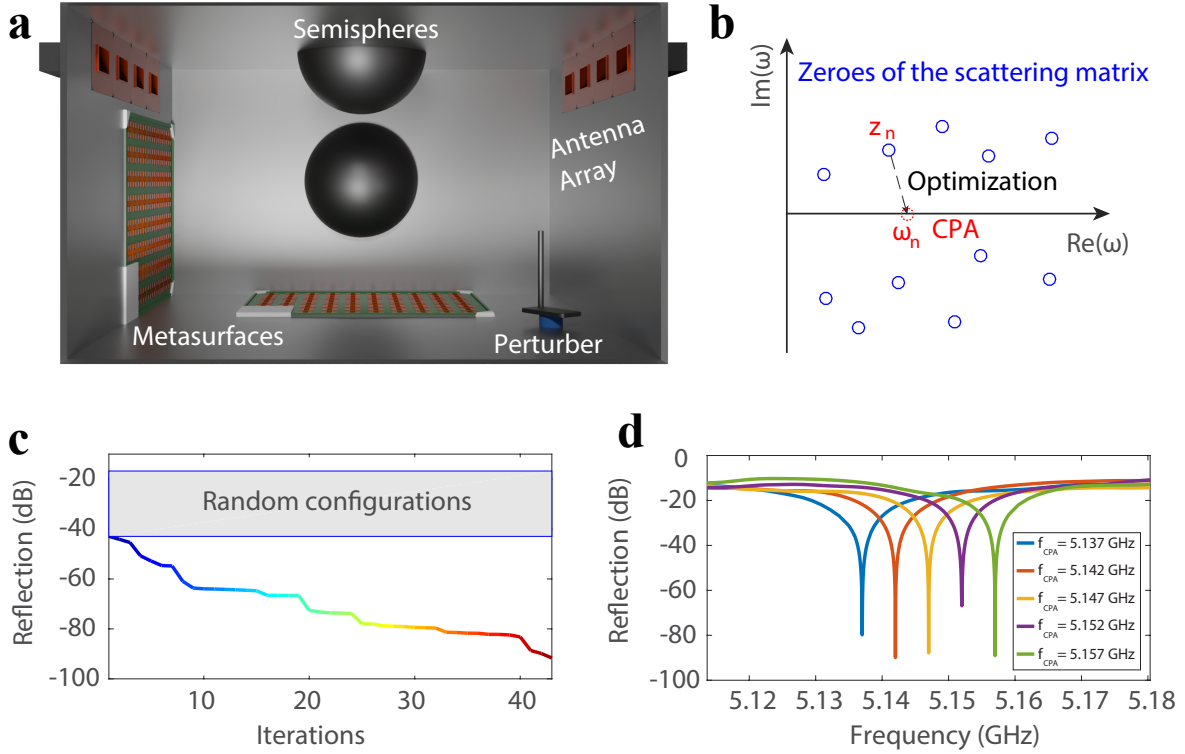 a
Semispheres
Antenna
Array
Metasurfaces
Perturber
b
Im(ω)
Zeroes of the scattering matrix
z n
Optimization
ω n CPA
Re(ω)
c
Reflection (dB)
-20
-40
-60
-80
-100
Random configurations
10 20 30 40
Iterations
d
Reflection (dB)
0
-20
-40
-60
-80
-100
f CPA = 5.137 GHz
f CPA = 5.142 GHz
f CPA = 5.147 GHz
f CPA = 5.152 GHz
f CPA = 5.157 GHz
5.12 5.13 5.14 5.15 5.16 5.17 5.18
Frequency (GHz)